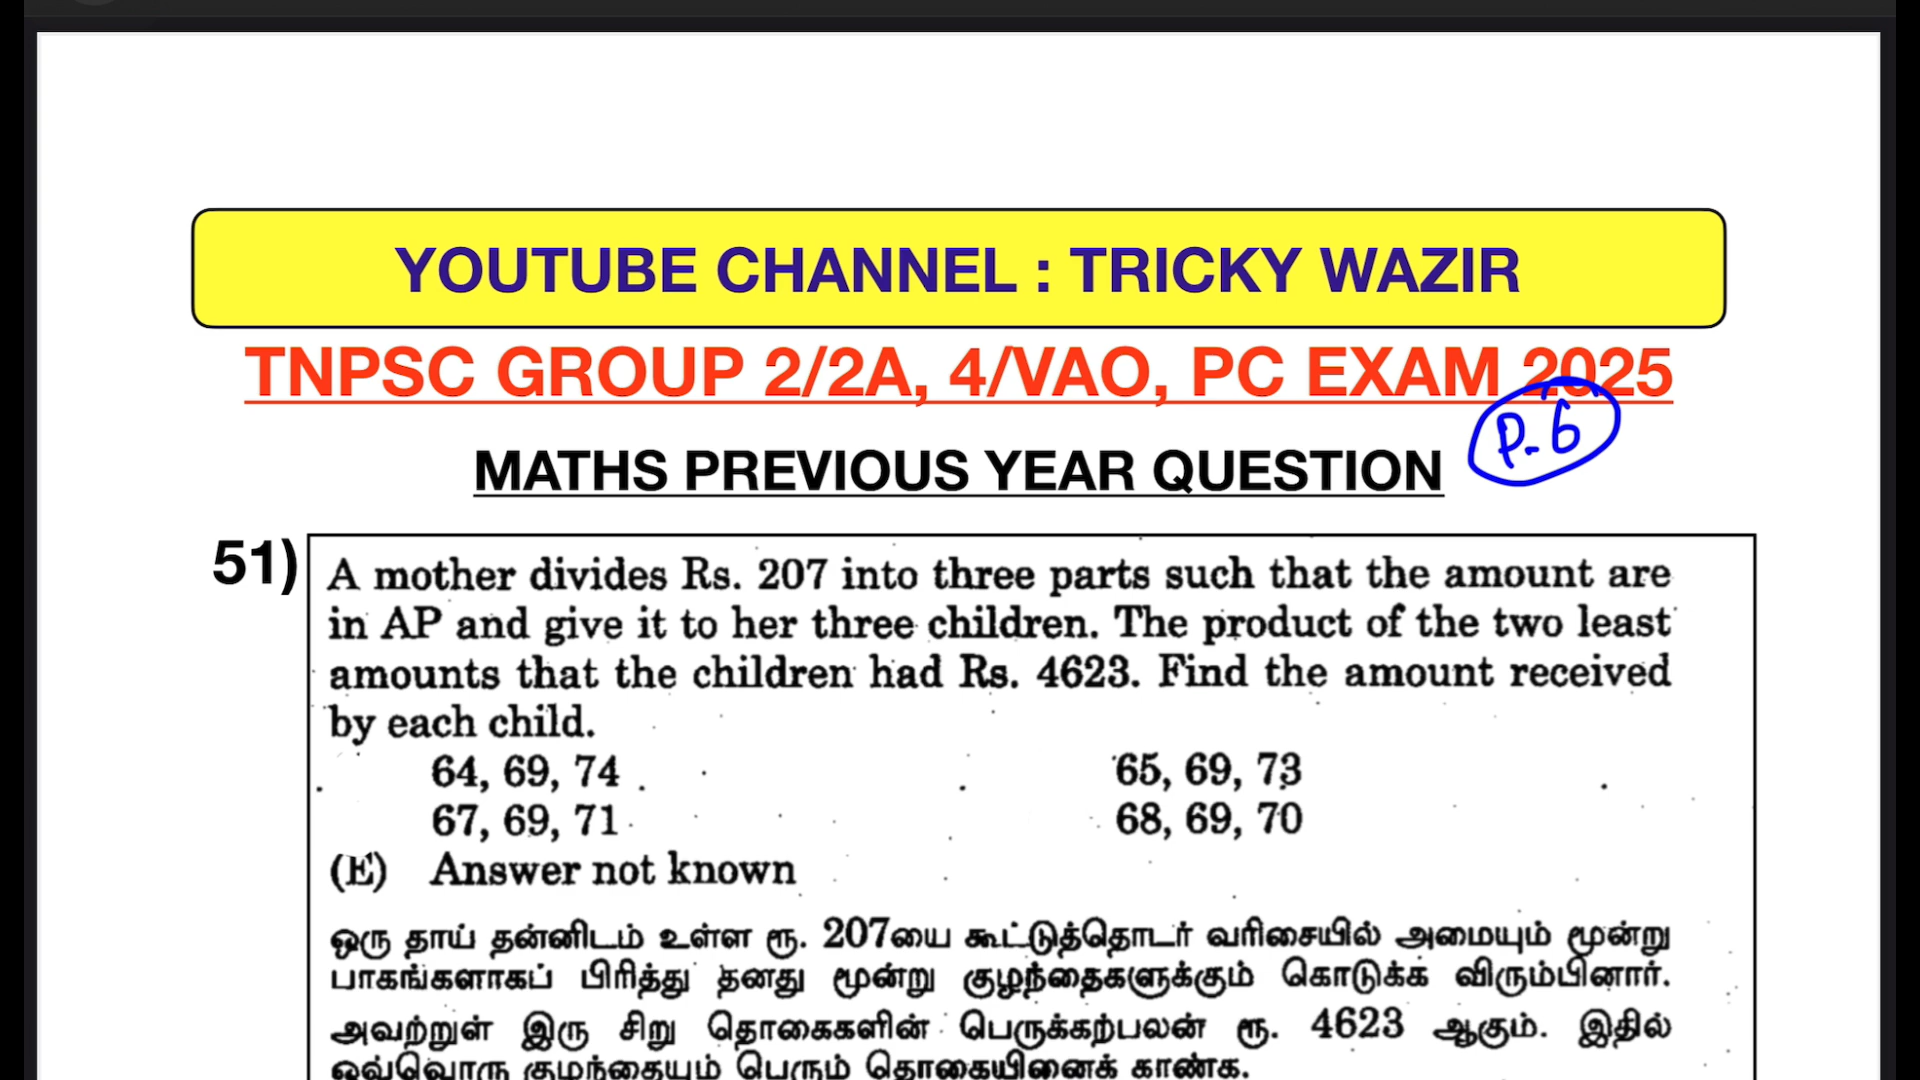 YOUTUBE CHANNEL : TRICKY WAZIR
TNPSC GROUP 2/2A, 4/VAO, PC EXAM 2025
P-6
MATHS PREVIOUS YEAR QUESTION
51)
A mother divides Rs. 207 into three parts such that the amount are
in AP and give it to her three children. The product of the two least
amounts that the children had Rs. 4623. Find the amount received
by each child.
64, 69, 74 65, 69, 73
67, 69, 71 68, 69, 70
(E) Answer not known
ஒரு தாய் தன்னிடம் உள்ள ரூ. 207யை கூட்டுத்தொடர் வரிசையில் அமையும் மூன்று
பாகங்களாகப் பிரித்து தனது மூன்று குழந்தைகளுக்கும் கொடுக்க விரும்பினார்.
அவற்றுள் இரு சிறு தொகைகளின் பெருக்கற்பலன் ரூ. 4623 ஆகும். இதில்
ஒவ்வொரு குழந்தையும் பெரும் தொகையினைக் காண்க.